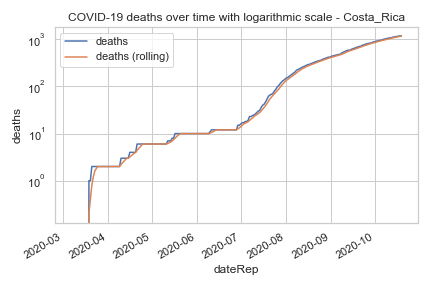 COVID-19 deaths over time with logarithmic scale - Costa_Rica
deaths
deaths (rolling)
10³
10²
10¹
10⁰
deaths
2020-03
2020-04
2020-05
2020-06
2020-07
2020-08
2020-09
2020-10
dateRep